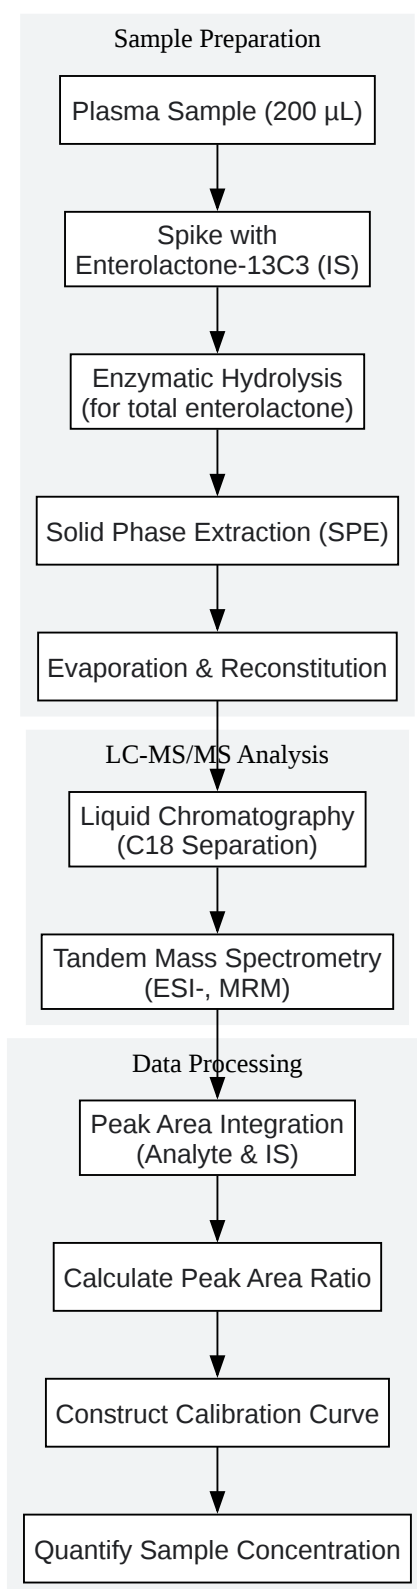 Sample Preparation
Plasma Sample (200 µL)
Spike with
Enterolactone-13C3 (IS)
Enzymatic Hydrolysis
(for total enterolactone)
Solid Phase Extraction (SPE)
Evaporation & Reconstitution
LC-MS/MS Analysis
Liquid Chromatography
(C18 Separation)
Tandem Mass Spectrometry
(ESI-, MRM)
Data Processing
Peak Area Integration
(Analyte & IS)
Calculate Peak Area Ratio
Construct Calibration Curve
Quantify Sample Concentration